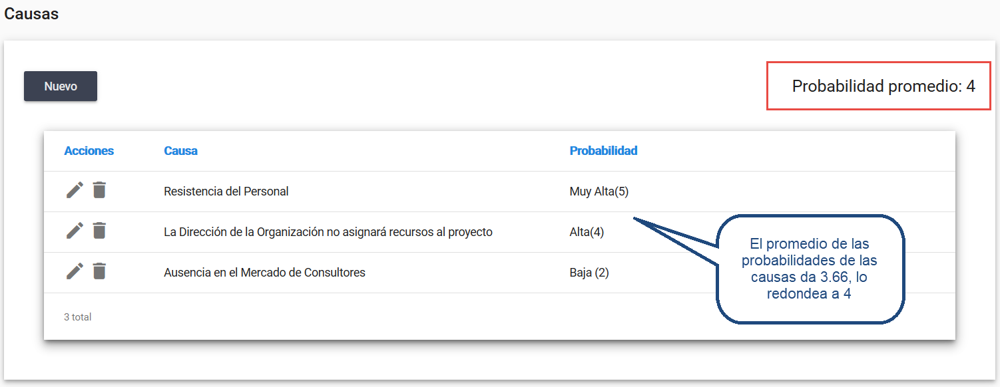 Causas
Nuevo
Probabilidad promedio: 4
Acciones Causa Probabilidad
Resistencia del Personal Muy Alta(5)
La Dirección de la Organización no asignará recursos al proyecto Alta(4)
Ausencia en el Mercado de Consultores Baja (2)
El promedio de las
probabilidades de las
causas da 3.66, lo
redondea a 4
3 total